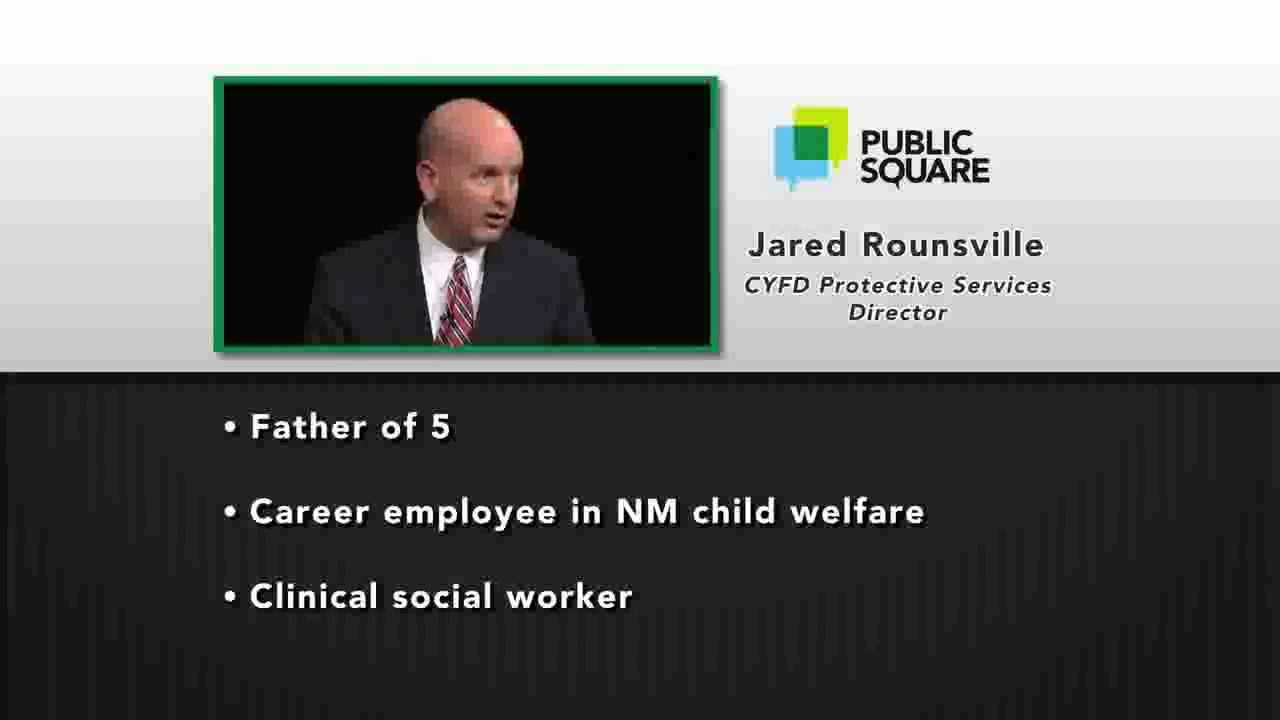 PUBLIC
SQUARE
Jared Rounsville
CYFD Protective Services
Director
• Father of 5
• Career employee in NM child welfare
• Clinical social worker